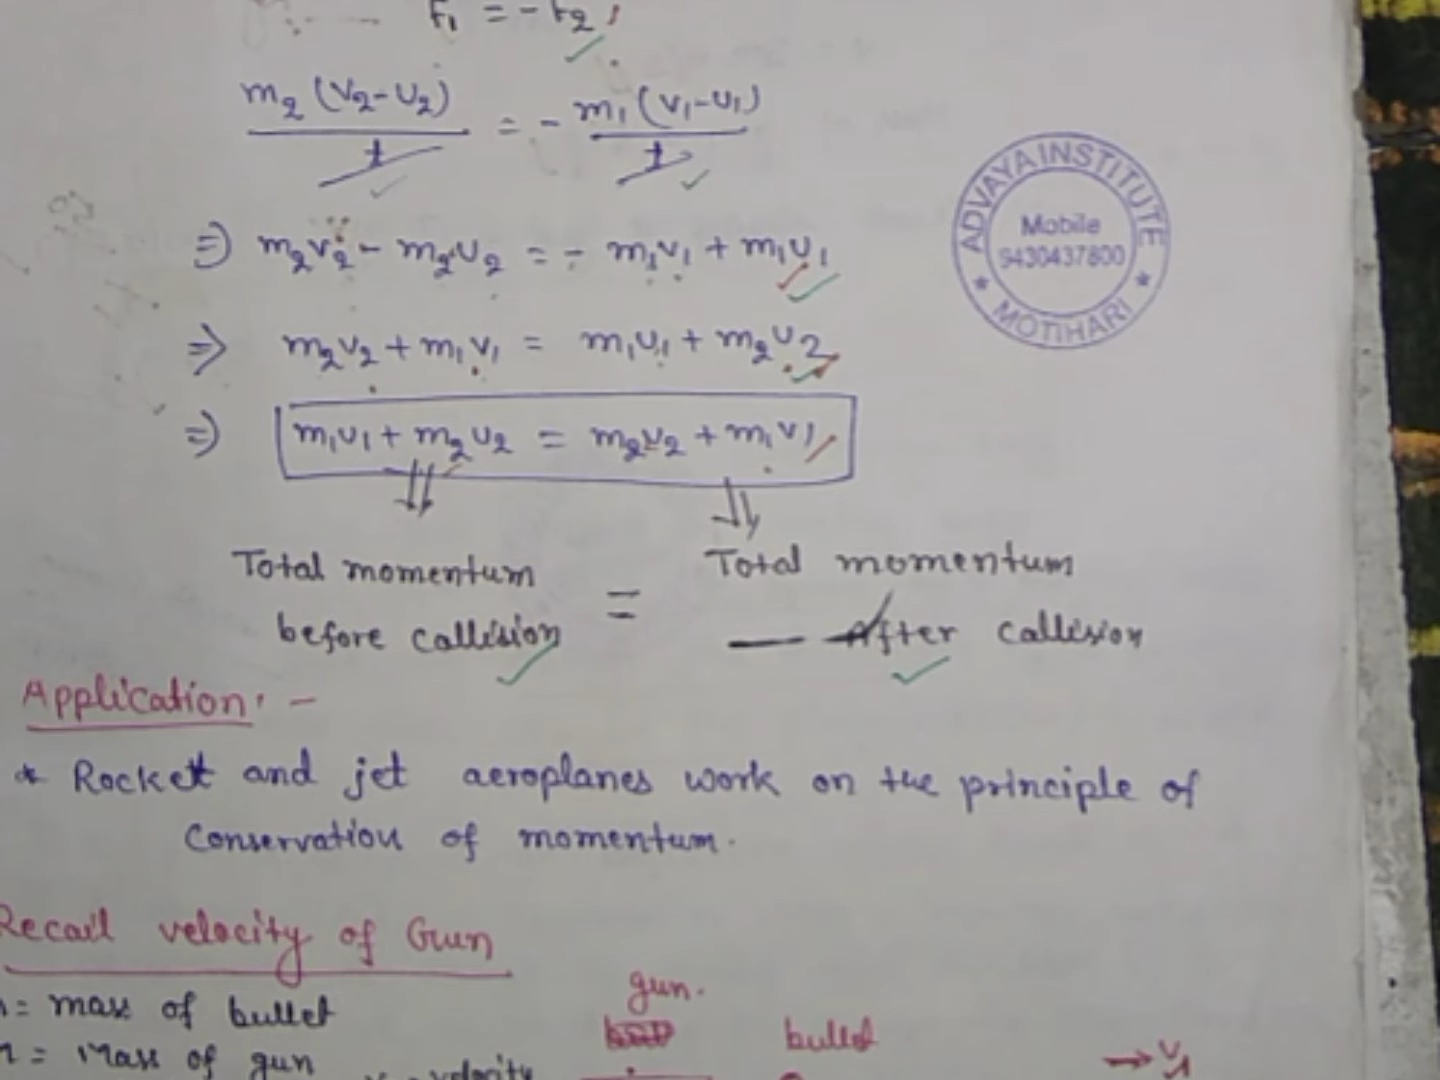 F₁ = - F₂
m₂(v₂-u₂)/t = - m₁(v₁-u₁)/t
⇒ m₂v₂ - m₂u₂ = - m₁v₁ + m₁u₁
⇒ m₂v₂ + m₁v₁ = m₁u₁ + m₂u₂
⇒ m₁u₁ + m₂u₂ = m₂v₂ + m₁v₁
Total momentum before callision = Total momentum After callision
Application: -
* Rocket and jet aeroplanes work on the principle of
Conservation of momentum.
Recail velocity of Gun
= mass of bullet
= Mass of gun
velocity
gun.
bullet
→ v₁
ADVAYA INSTITUTE
Mobile
9430437800
* MOTIHARI *